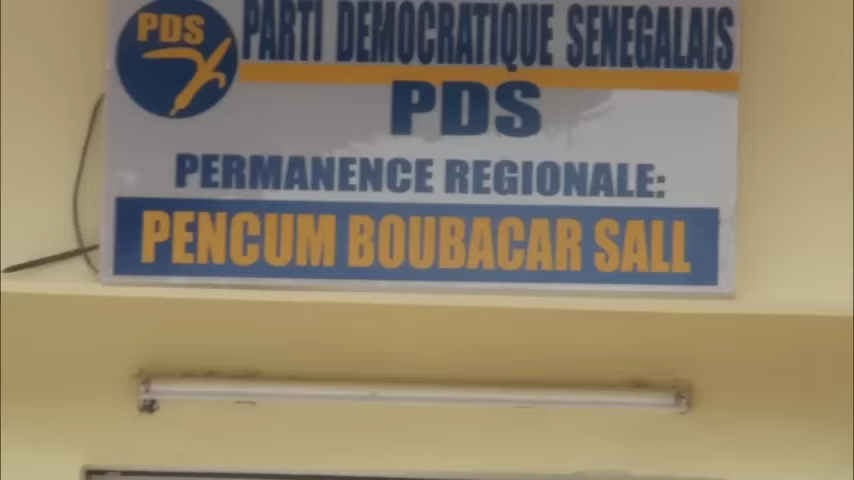 PDS
PARTI DEMOCRATIQUE SENEGALAIS
PDS
PERMANENCE REGIONALE:
PENCUM BOUBACAR SALL